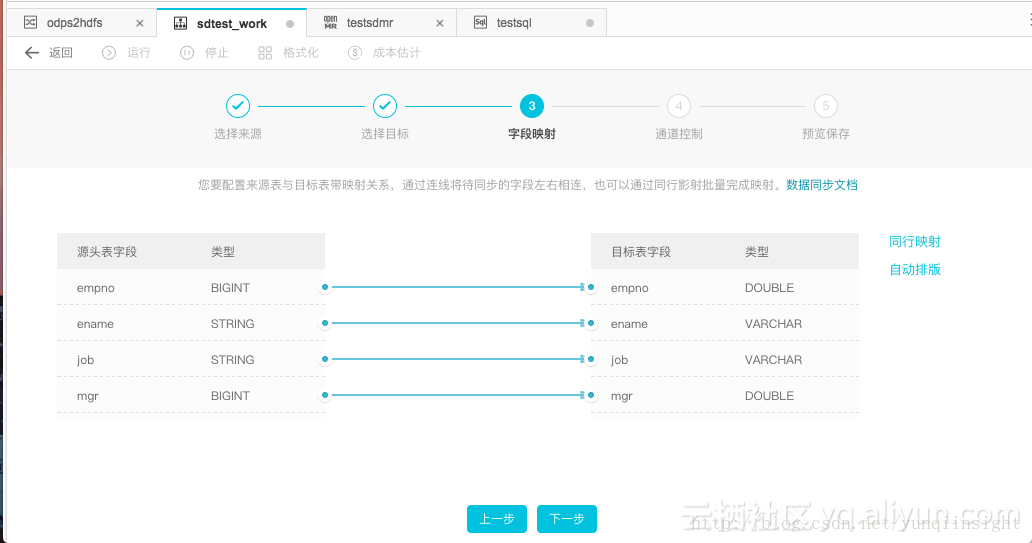 odps2hdfs × sdtest_work OPEN MR testsdmr × Sql testsql
返回 运行 停止 格式化 $ 成本估计
3 4 5
选择来源 选择目标 字段映射 通道控制 预览保存
您要配置来源表与目标表带映射关系，通过连线将待同步的字段左右相连，也可以通过同行影射批量完成映射。数据同步文档
源头表字段 类型 目标表字段 类型 同行映射
自动排版
empno BIGINT empno DOUBLE
ename STRING ename VARCHAR
job STRING job VARCHAR
mgr BIGINT mgr DOUBLE
上一步 下一步
云栖社区 yq.aliyun.com
http://blog.csdn.net/yunqiinsight